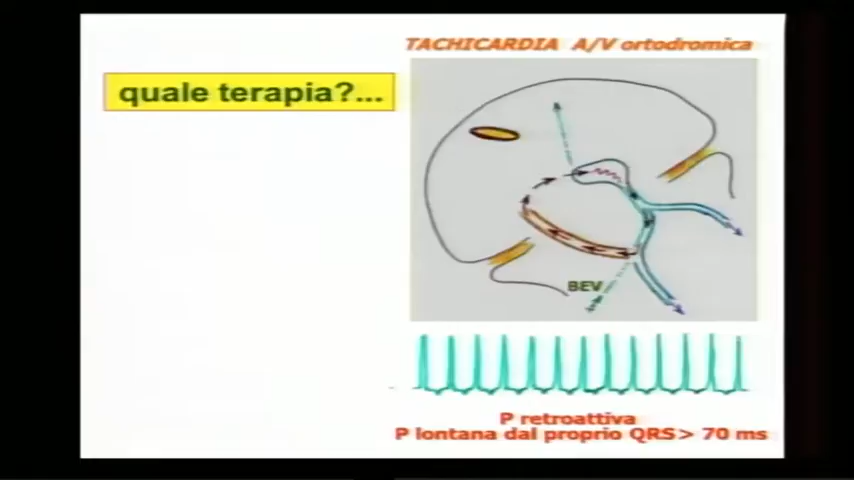 TACHICARDIA A/V ortodromica
quale terapia?...
BEV
P retroattiva
P lontana dal proprio QRS > 70 ms